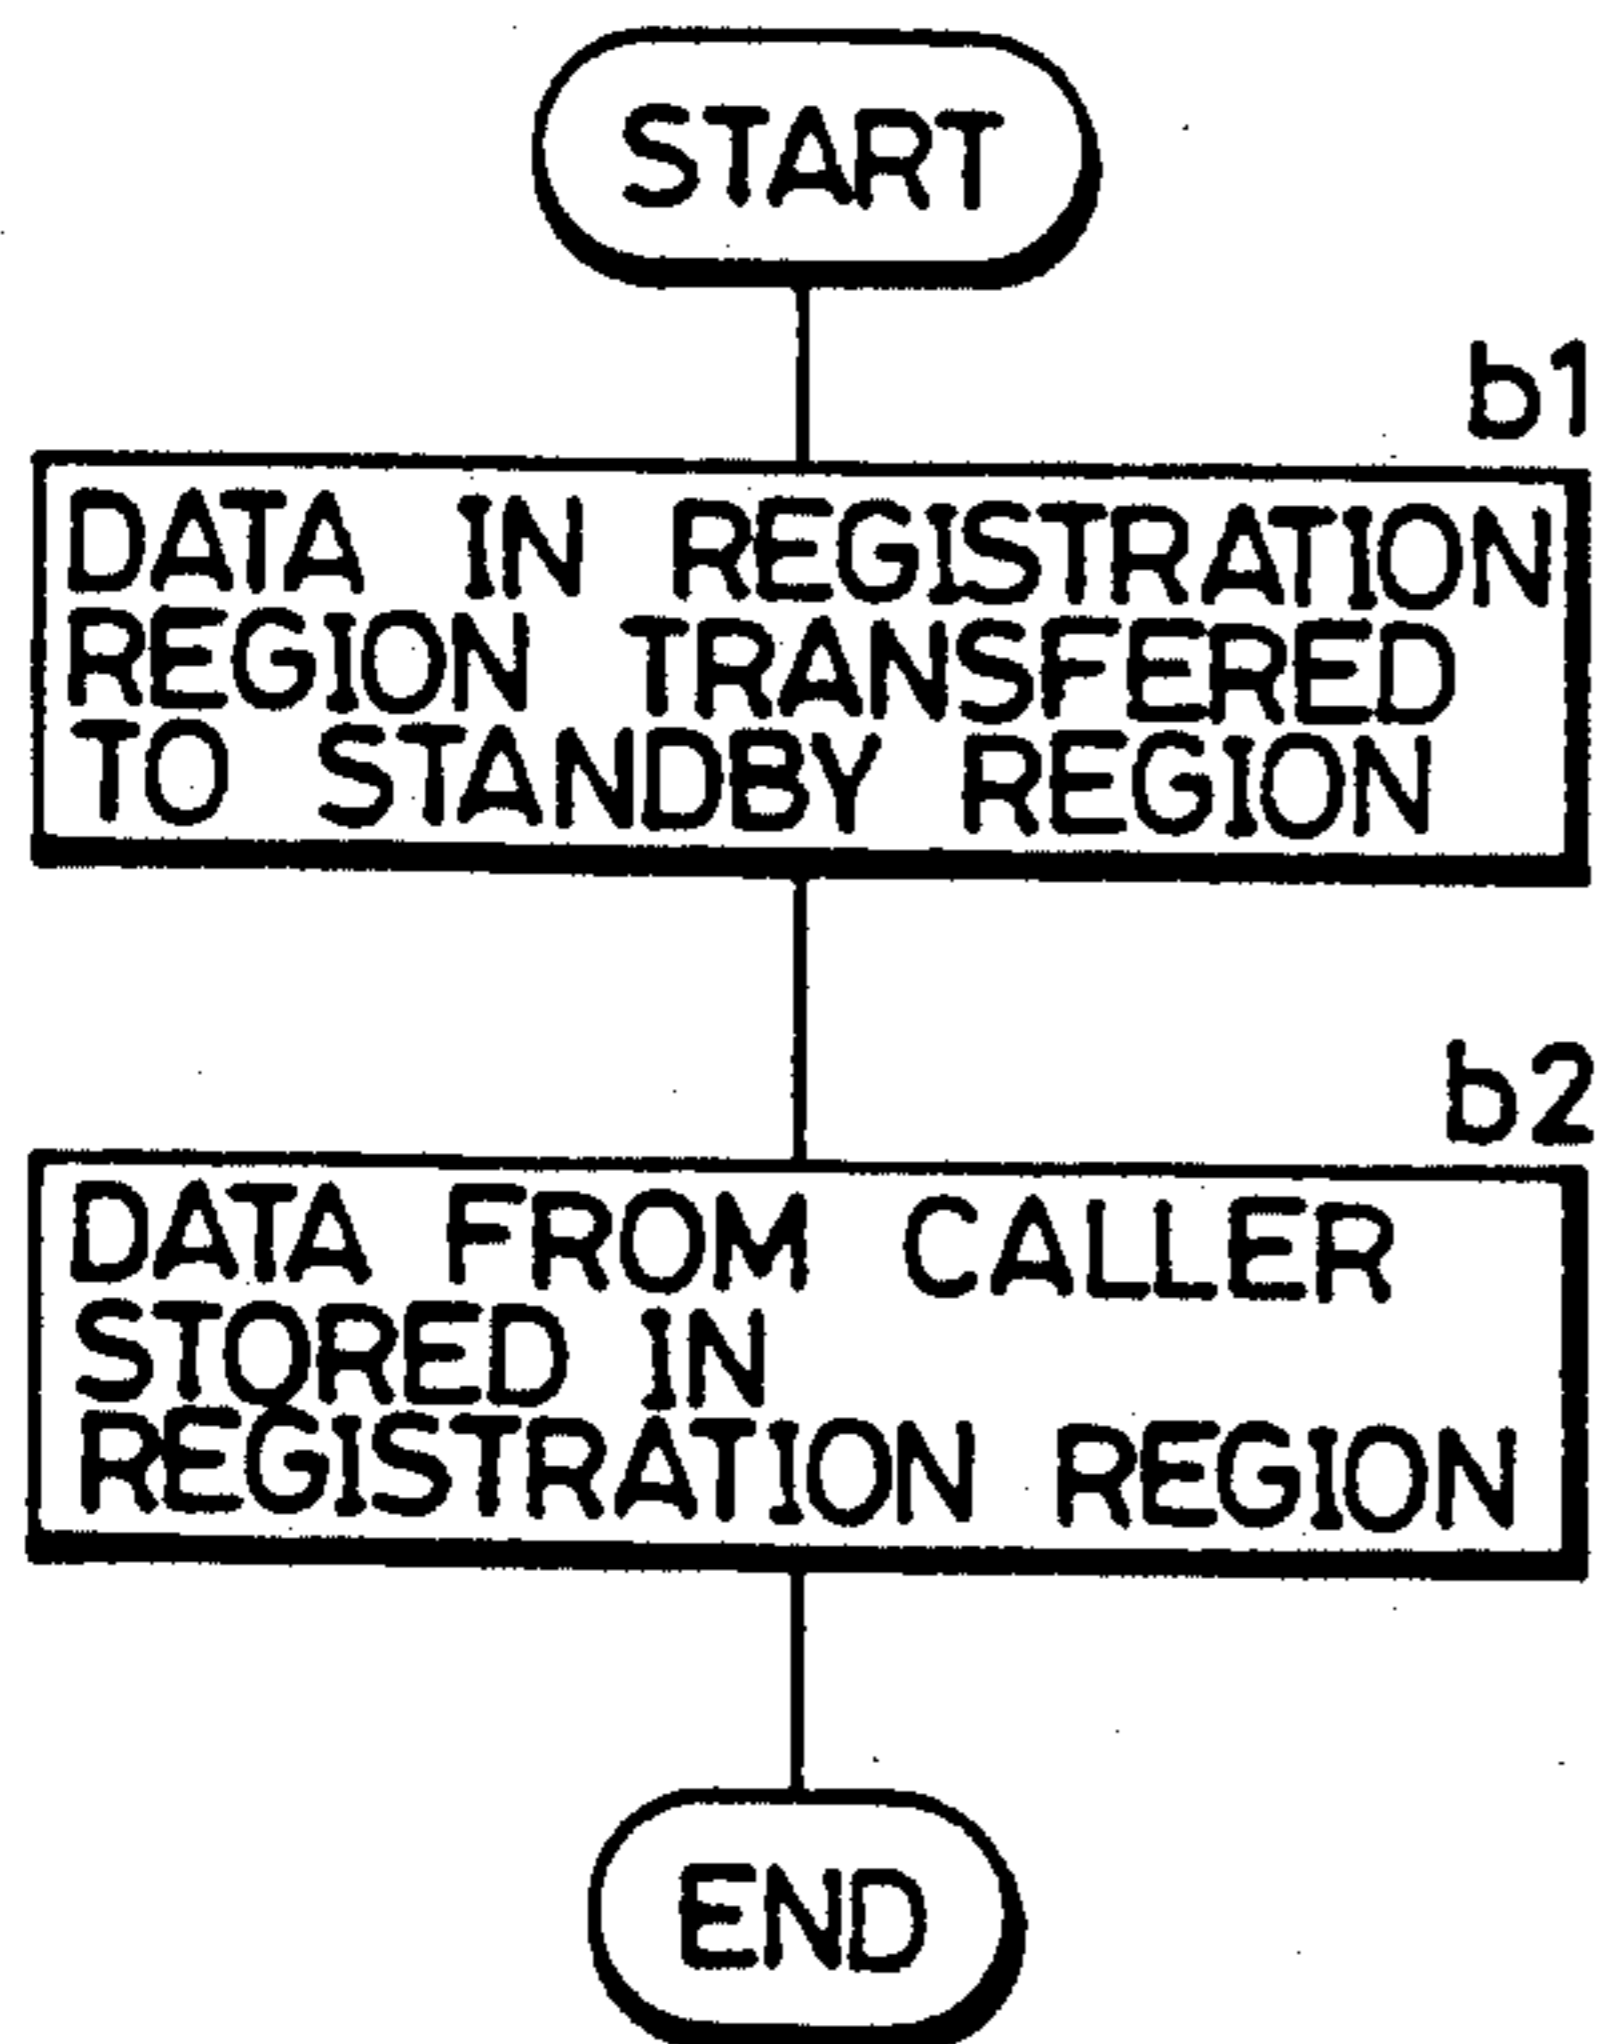 START
b1
DATA IN REGISTRATION
REGION TRANSFERED
TO STANDBY REGION
b2
DATA FROM CALLER
STORED IN
REGISTRATION REGION
END